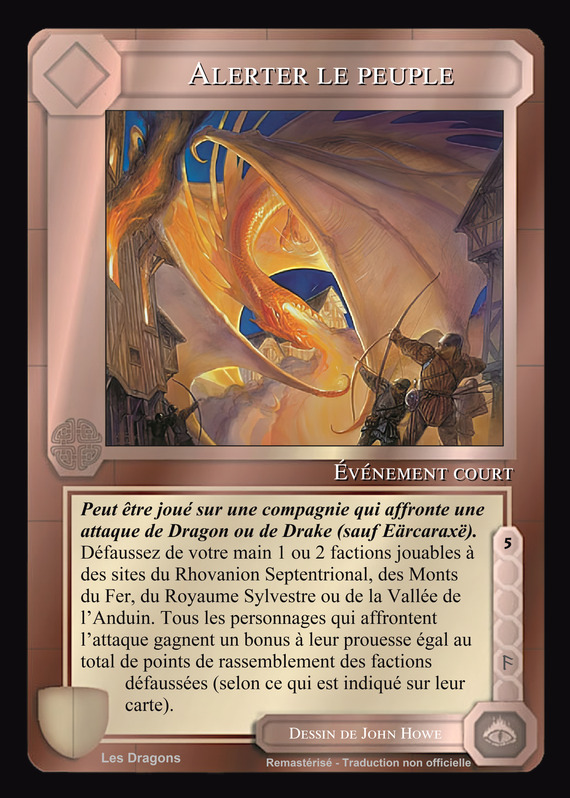 Alerter le peuple
Événement court
Peut être joué sur une compagnie qui affronte une
attaque de Dragon ou de Drake (sauf Eärcaraxë).
Défaussez de votre main 1 ou 2 factions jouables à
des sites du Rhovanion Septentrional, des Monts
du Fer, du Royaume Sylvestre ou de la Vallée de
l’Anduin. Tous les personnages qui affrontent
l’attaque gagnent un bonus à leur prouesse égal au
total de points de rassemblement des factions
défaussées (selon ce qui est indiqué sur leur
carte).
5
ᚩ
Dessin de John Howe
Les Dragons
Remastérisé - Traduction non officielle